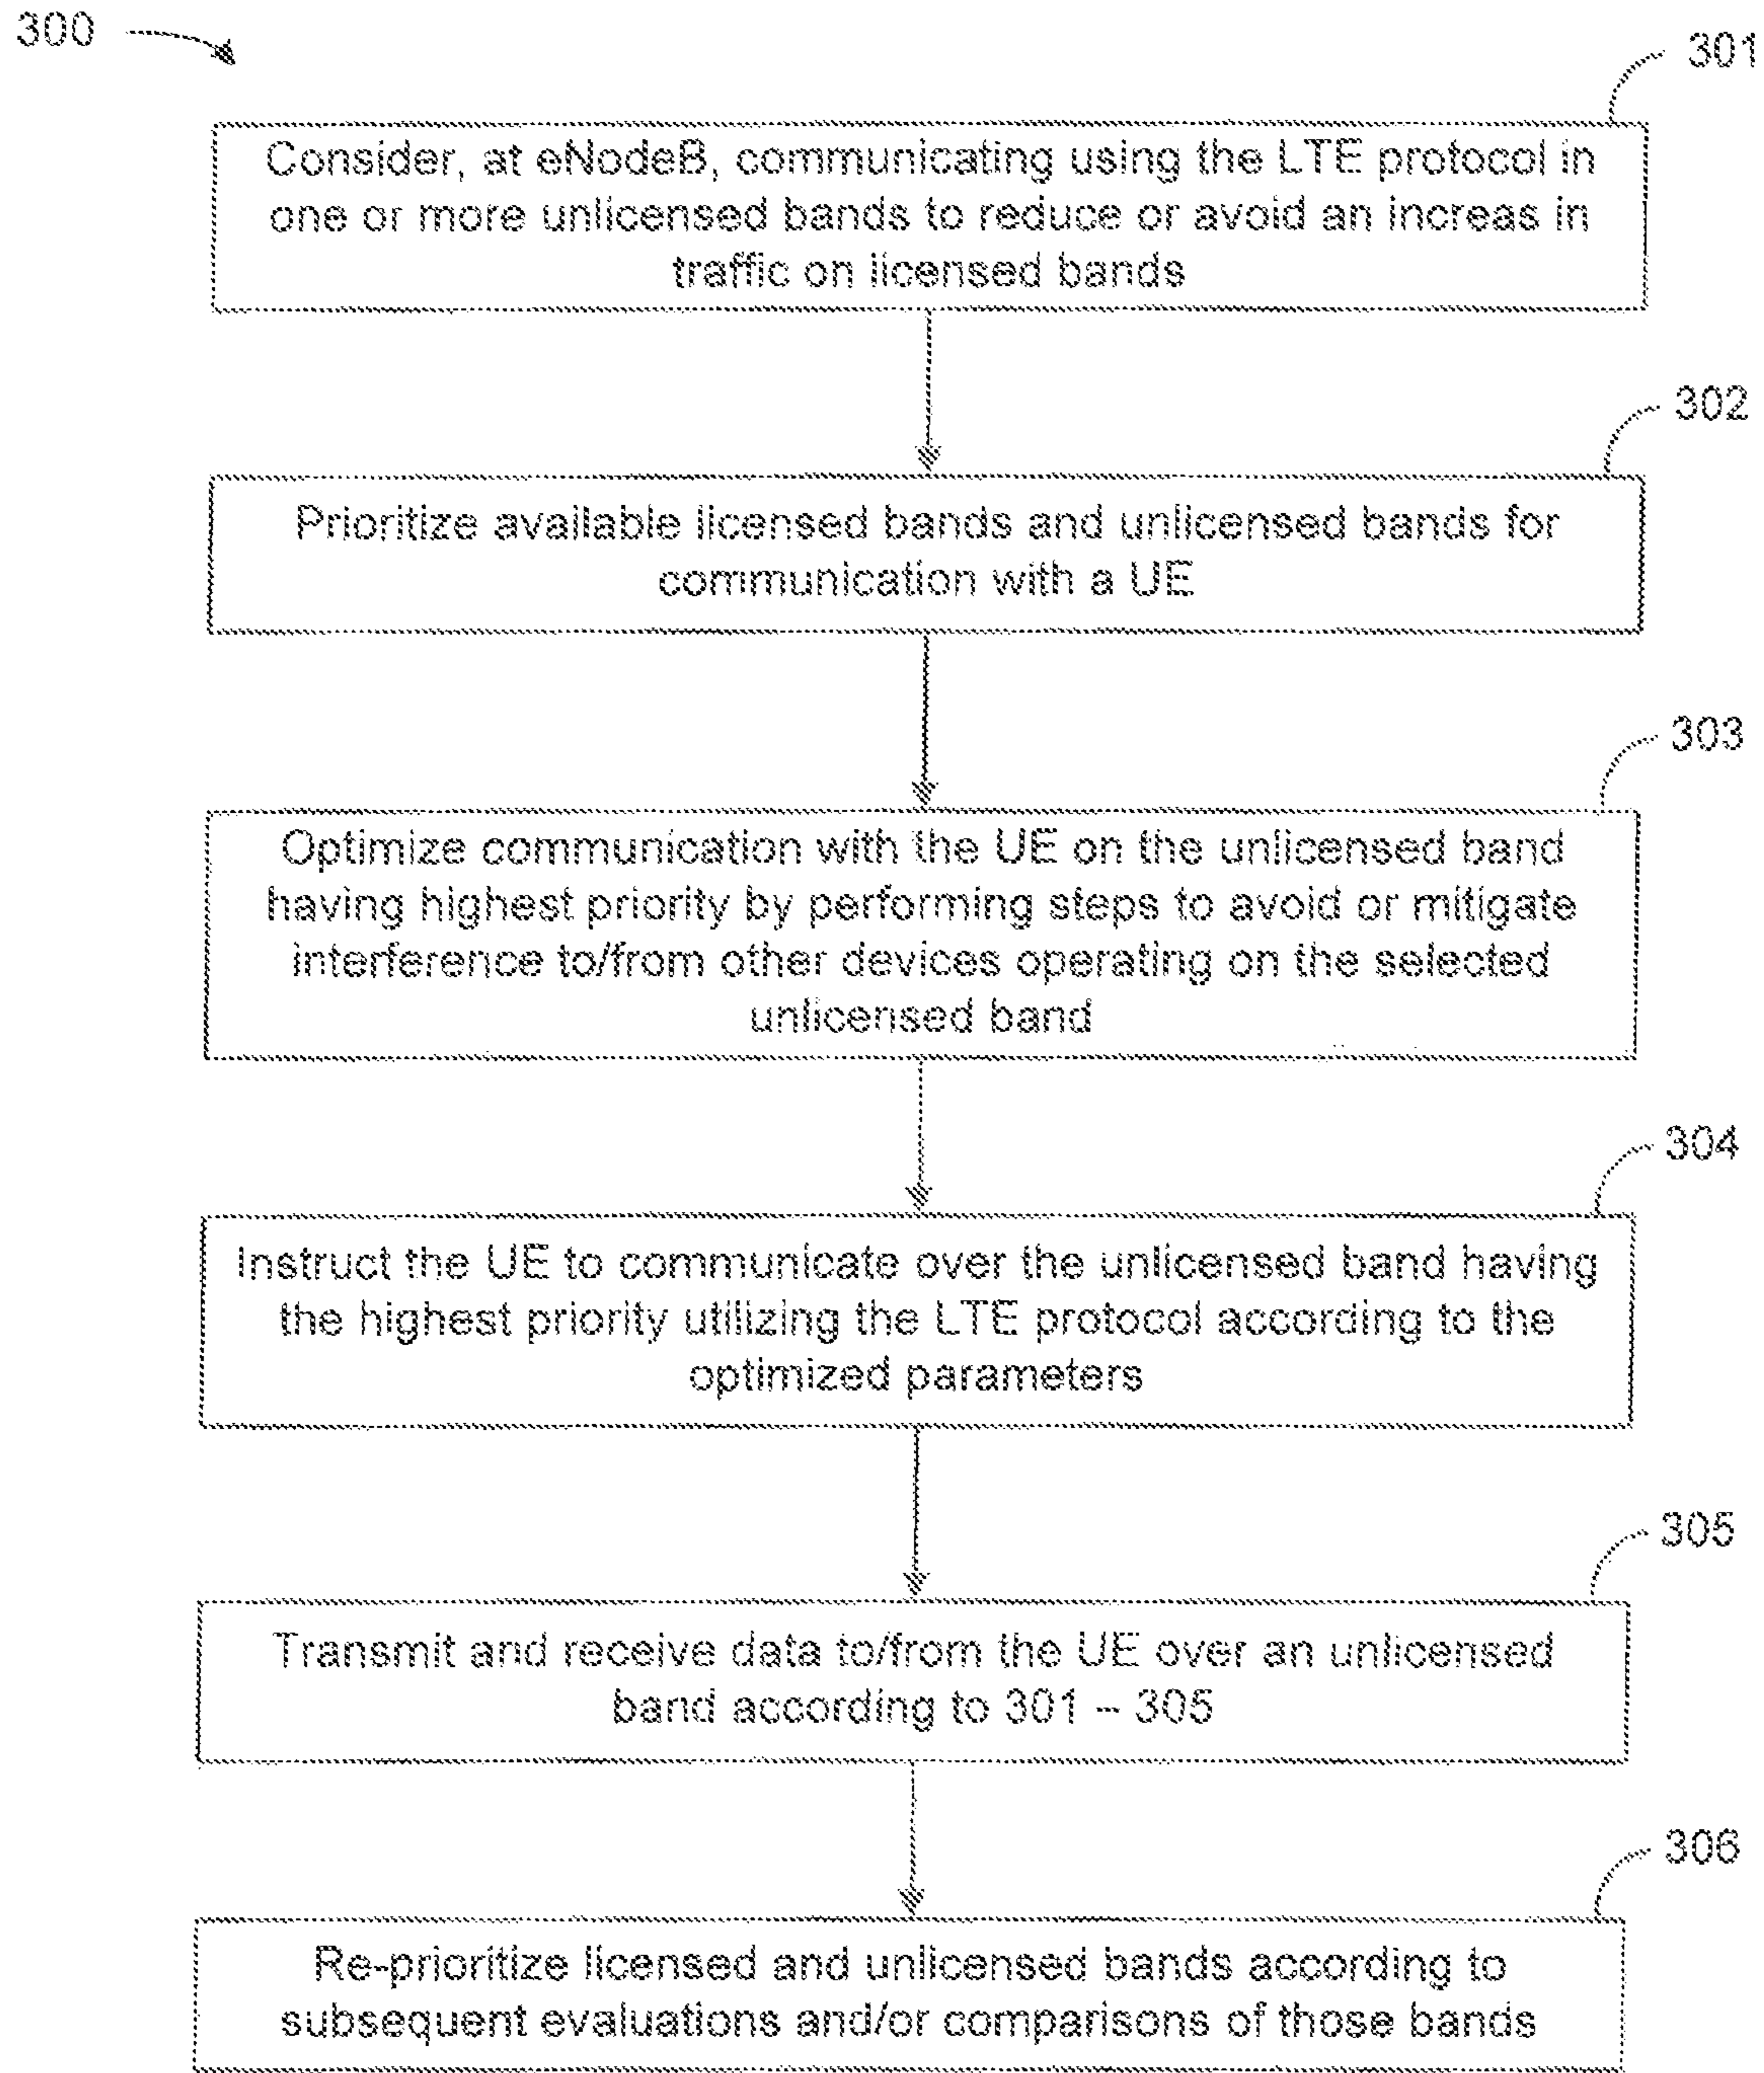 300
301
Consider, at eNodeB, communicating using the LTE protocol in
one or more unlicensed bands to reduce or avoid an increas in
traffic on licensed bands
302
Prioritize available licensed bands and unlicensed bands for
communication with a UE
303
Optimize communication with the UE on the unlicensed band
having highest priority by performing steps to avoid or mitigate
interference to/from other devices operating on the selected
unlicensed band
304
Instruct the UE to communicate over the unlicensed band having
the highest priority utilizing the LTE protocol according to the
optimized parameters
305
Transmit and receive data to/from the UE over an unlicensed
band according to 301 – 305
306
Re-prioritize licensed and unlicensed bands according to
subsequent evaluations and/or comparisons of those bands